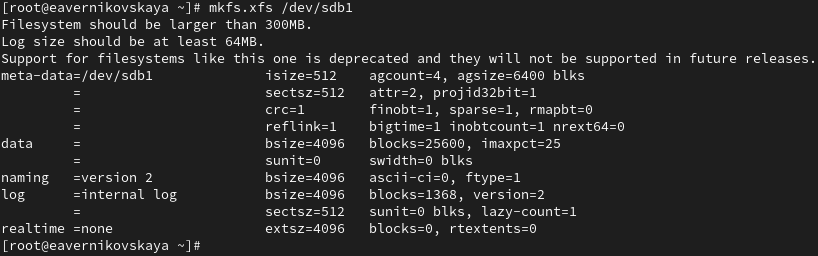 [root@eavernikovskaya ~]# mkfs.xfs /dev/sdb1
Filesystem should be larger than 300MB.
Log size should be at least 64MB.
Support for filesystems like this one is deprecated and they will not be supported in future releases.
meta-data=/dev/sdb1              isize=512    agcount=4, agsize=6400 blks
         =                       sectsz=512   attr=2, projid32bit=1
         =                       crc=1        finobt=1, sparse=1, rmapbt=0
         =                       reflink=1    bigtime=1 inobtcount=1 nrext64=0
data     =                       bsize=4096   blocks=25600, imaxpct=25
         =                       sunit=0      swidth=0 blks
naming   =version 2              bsize=4096   ascii-ci=0, ftype=1
log      =internal log           bsize=4096   blocks=1368, version=2
         =                       sectsz=512   sunit=0 blks, lazy-count=1
realtime =none                   extsz=4096   blocks=0, rtextents=0
[root@eavernikovskaya ~]#